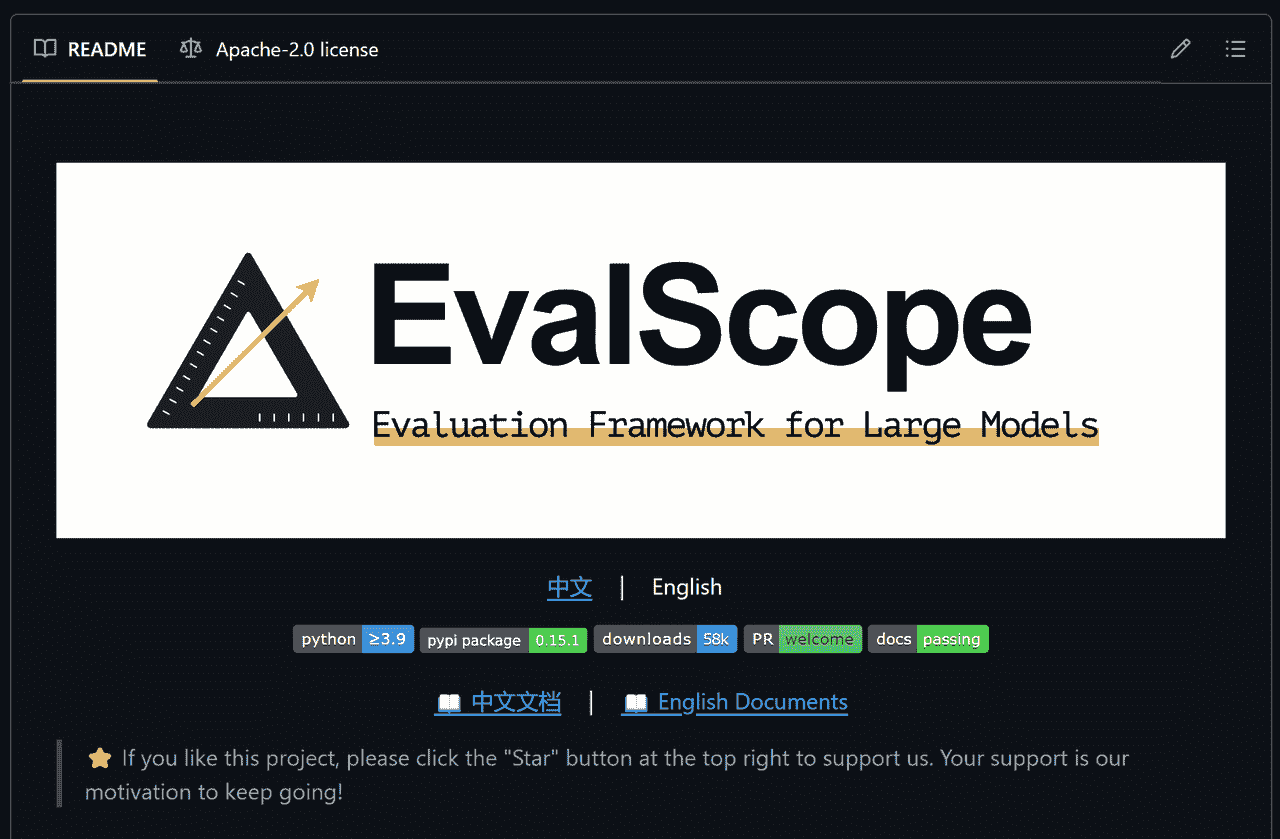 README Apache-2.0 license
EvalScope
Evaluation Framework for Large Models
中文 | English
python ≥3.9 pypi package 0.15.1 downloads 58k PR welcome docs passing
中文文档 | English Documents
If you like this project, please click the "Star" button at the top right to support us. Your support is our
motivation to keep going!